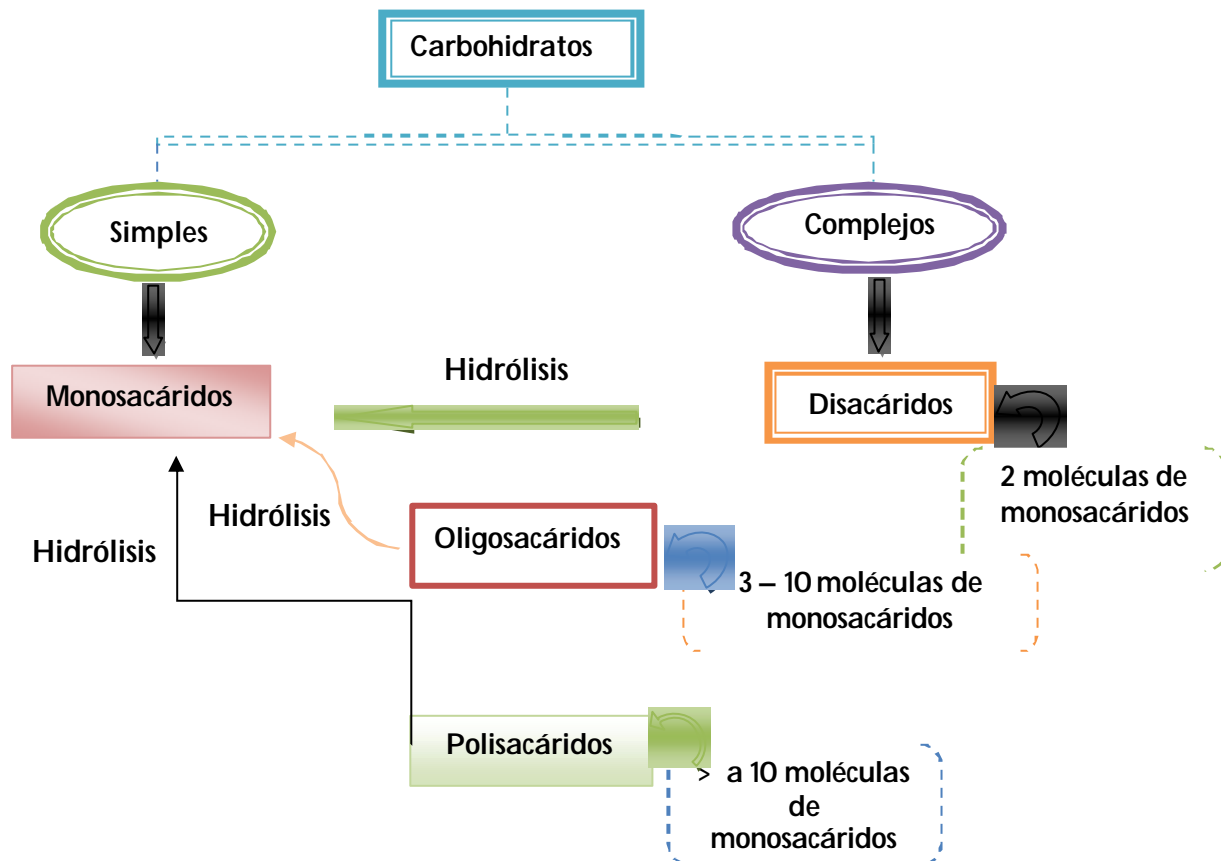 Carbohidratos
Simples
Complejos
Monosacáridos
Hidrólisis
Disacáridos
2 moléculas de
monosacáridos
Hidrólisis
Hidrólisis
Oligosacáridos
3 – 10 moléculas de
monosacáridos
Polisacáridos
> a 10 moléculas
de
monosacáridos